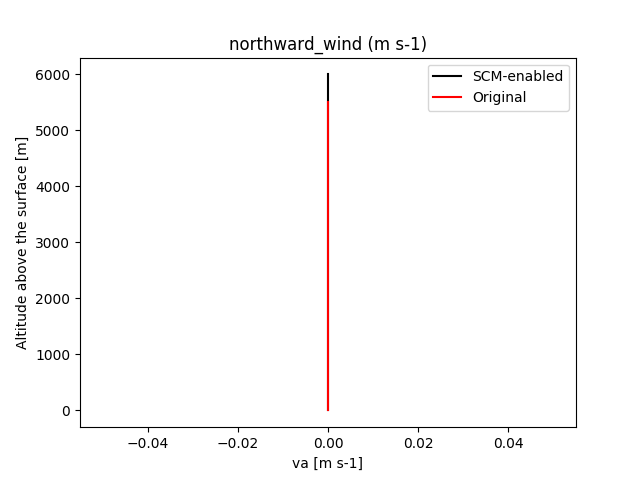 northward_wind (m s-1)
SCM-enabled
Original
Altitude above the surface [m]
6000
5000
4000
3000
2000
1000
0
−0.04
−0.02
0.00
0.02
0.04
va [m s-1]